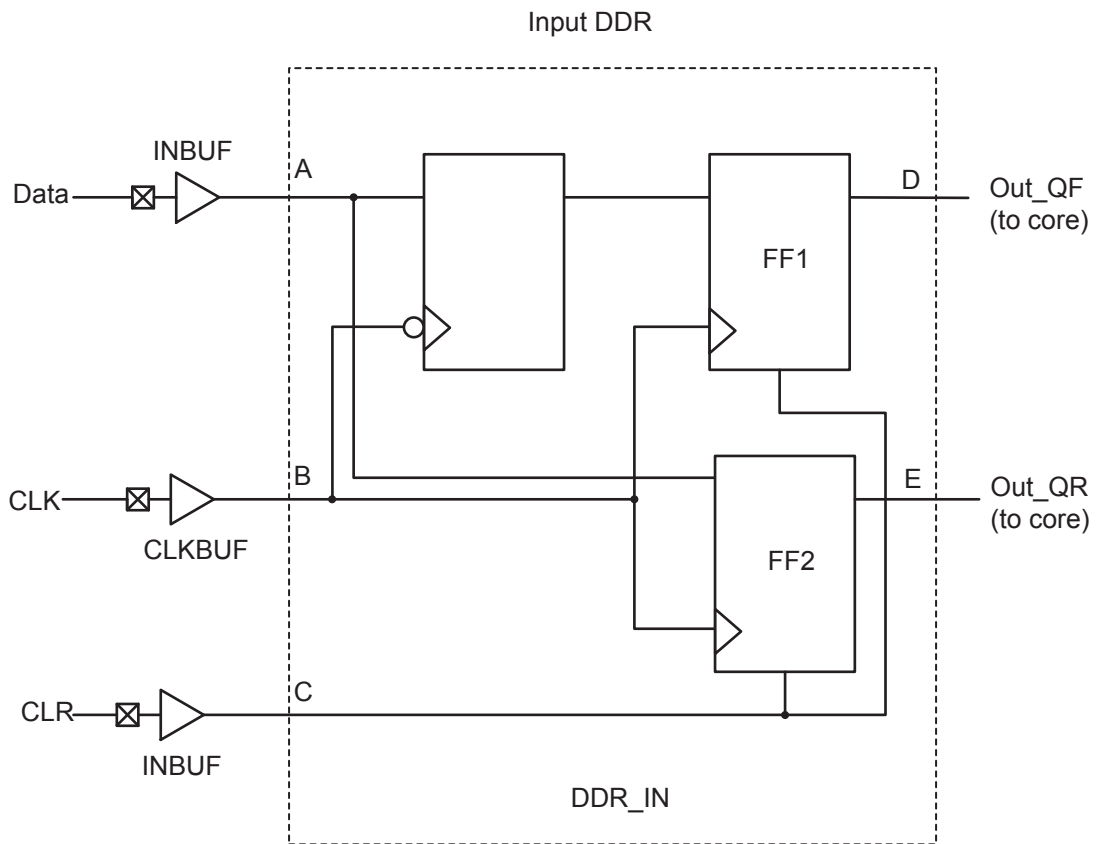 Input DDR
INBUF
Data
A
D
Out_QF
(to core)
FF1
B
E
CLK
CLKBUF
Out_QR
(to core)
FF2
C
CLR
INBUF
DDR_IN